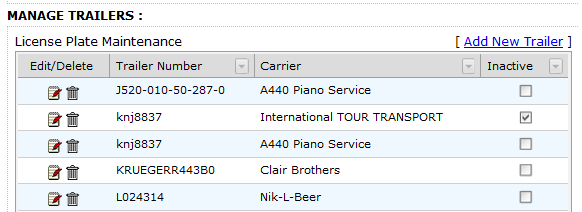 MANAGE TRAILERS :
License Plate Maintenance [ Add New Trailer ]
Edit/Delete Trailer Number Carrier Inactive
J520-010-50-287-0 A440 Piano Service
knj8837 International TOUR TRANSPORT
knj8837 A440 Piano Service
KRUEGERR443B0 Clair Brothers
L024314 Nik-L-Beer